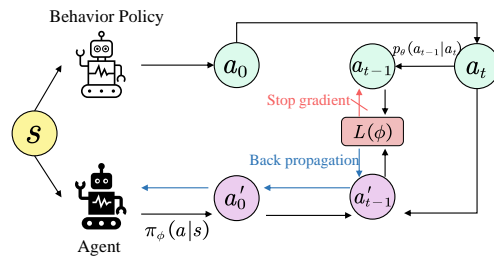 Behavior Policy
a_0
a_{t-1}
p_θ(a_{t-1}|a_t)
a_t
Stop gradient
s
L(ϕ)
Back propagation
a'_0
a'_{t-1}
π_ϕ(a|s)
Agent